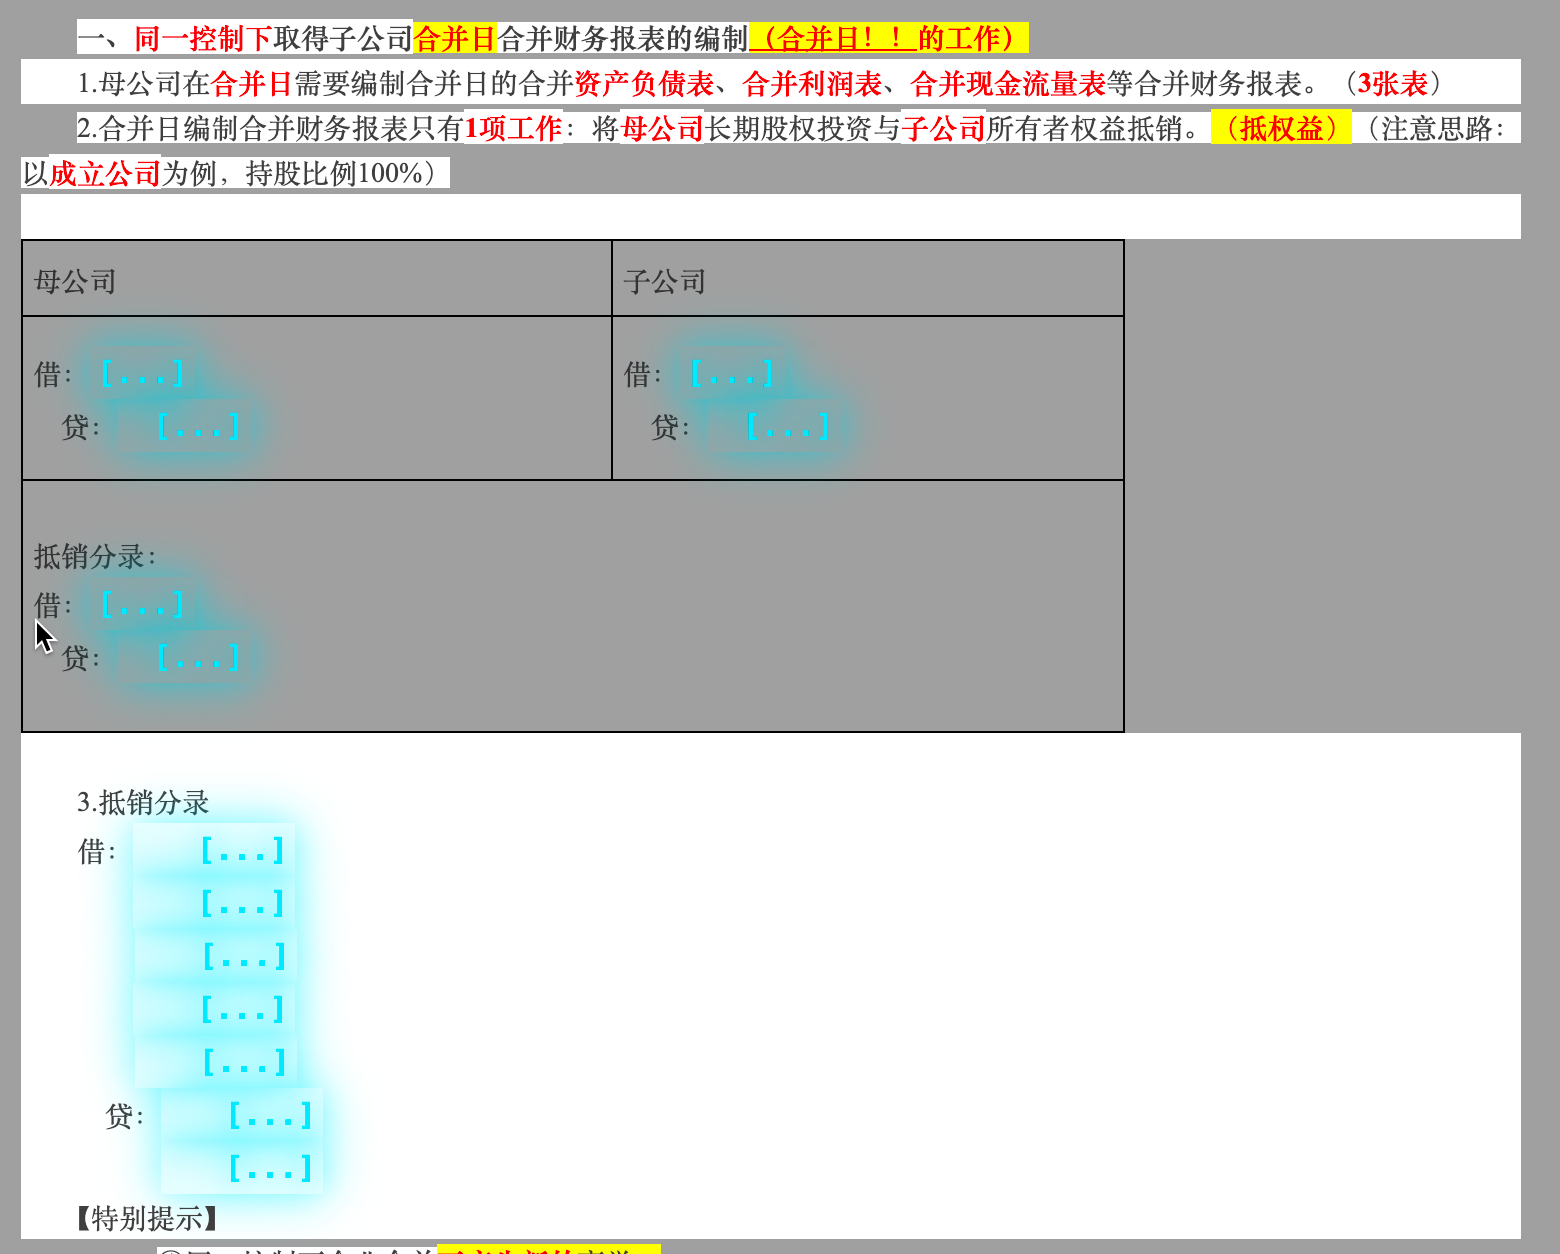 一、同一控制下取得子公司合并日合并财务报表的编制（合并日！！的工作）
1.母公司在合并日需要编制合并日的合并资产负债表、合并利润表、合并现金流量表等合并财务报表。（3张表）
2.合并日编制合并财务报表只有1项工作：将母公司长期股权投资与子公司所有者权益抵销。（抵权益）（注意思路：
以成立公司为例，持股比例100%）
母公司 子公司
借：[...] 借：[...]
贷：[...] 贷：[...]
抵销分录：
借：[...]
贷：[...]
3.抵销分录
借：[...]
[...]
[...]
[...]
[...]
贷：[...]
[...]
【特别提示】